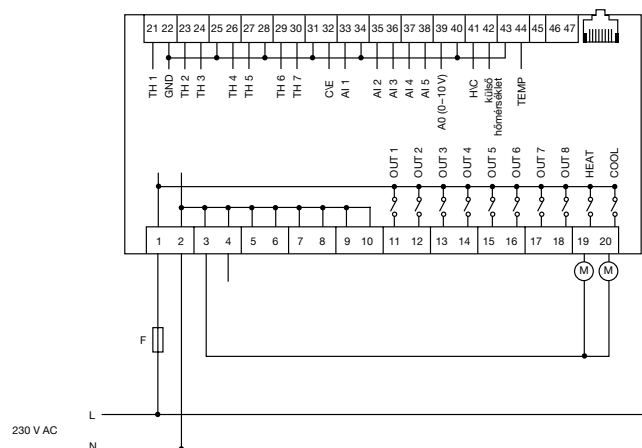 21 22 23 24 25 26 27 28 29 30 31 32 33 34 35 36 37 38 39 40 41 42 43 44 45 46 47
TH 1
GND
TH 2
TH 3
TH 4
TH 5
TH 6
TH 7
C\E
AI 1
AI 2
AI 3
AI 4
AI 5
A0 (0–10 V)
H\C
külső
hőmérséklet
TEMP
OUT 1
OUT 2
OUT 3
OUT 4
OUT 5
OUT 6
OUT 7
OUT 8
HEAT
COOL
1 2 3 4 5 6 7 8 9 10 11 12 13 14 15 16 17 18 19 20
M M
F
L
230 V AC
N